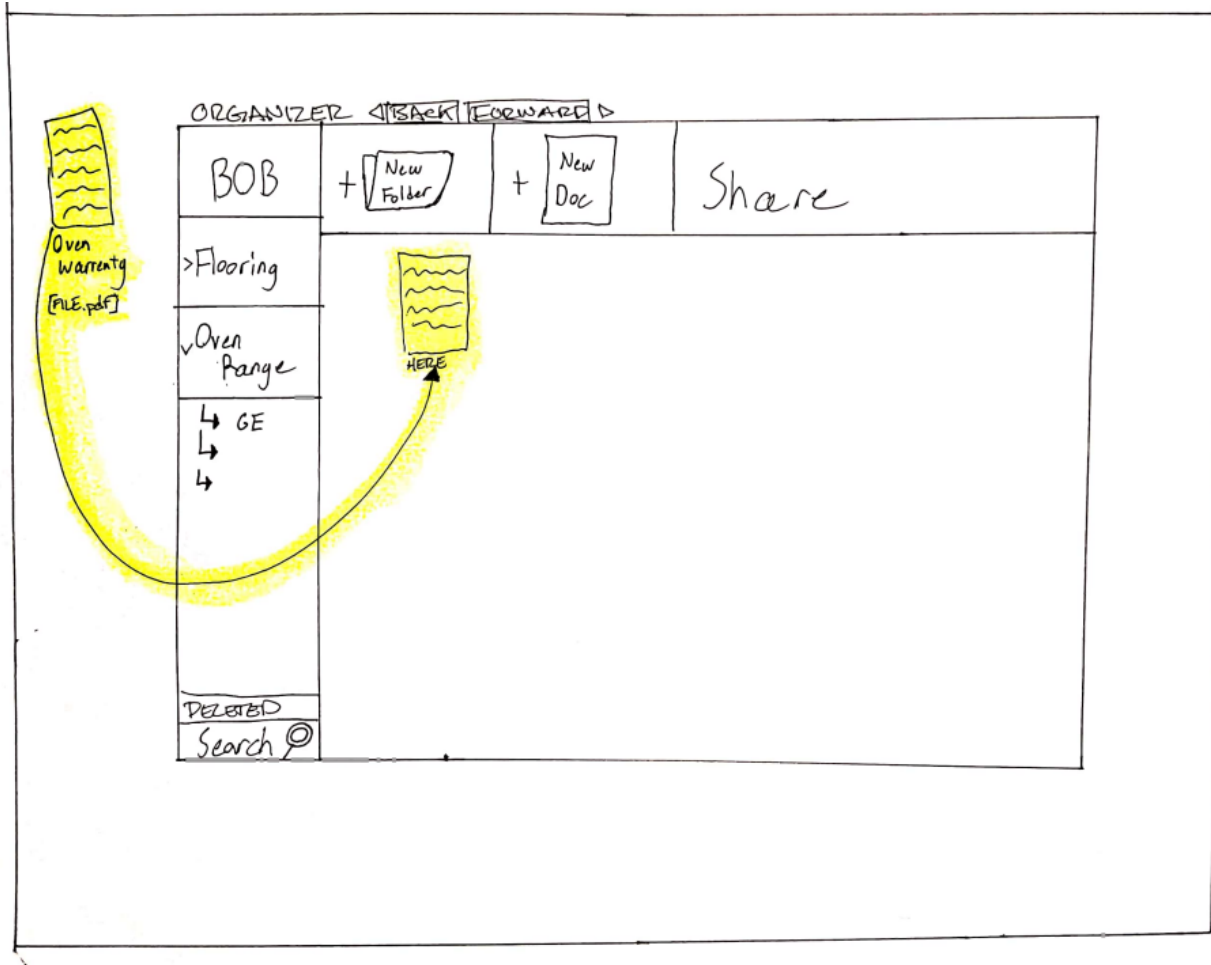 ORGANIZER BACK FORWARD
BOB
+ New Folder
+ New Doc
Share
Oven
Warrenty
[FILE.pdf]
>Flooring
Oven
Range
HERE
GE
DELETED
Search